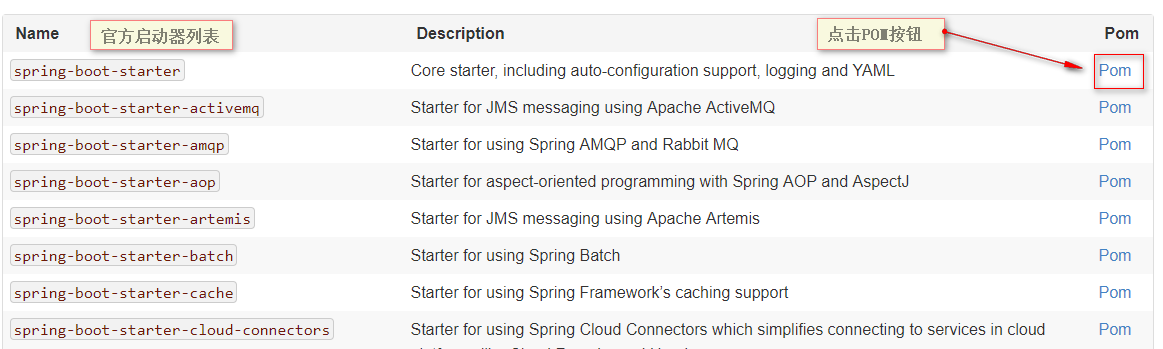 Name 官方启动器列表 Description 点击POM按钮 Pom
spring-boot-starter Core starter, including auto-configuration support, logging and YAML Pom
spring-boot-starter-activemq Starter for JMS messaging using Apache ActiveMQ Pom
spring-boot-starter-amqp Starter for using Spring AMQP and Rabbit MQ Pom
spring-boot-starter-aop Starter for aspect-oriented programming with Spring AOP and AspectJ Pom
spring-boot-starter-artemis Starter for JMS messaging using Apache Artemis Pom
spring-boot-starter-batch Starter for using Spring Batch Pom
spring-boot-starter-cache Starter for using Spring Framework’s caching support Pom
spring-boot-starter-cloud-connectors Starter for using Spring Cloud Connectors which simplifies connecting to services in cloud Pom